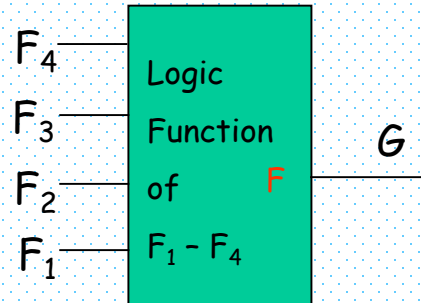 F₄
F₃
F₂
F₁
Logic
Function
of F
F₁ – F₄
G